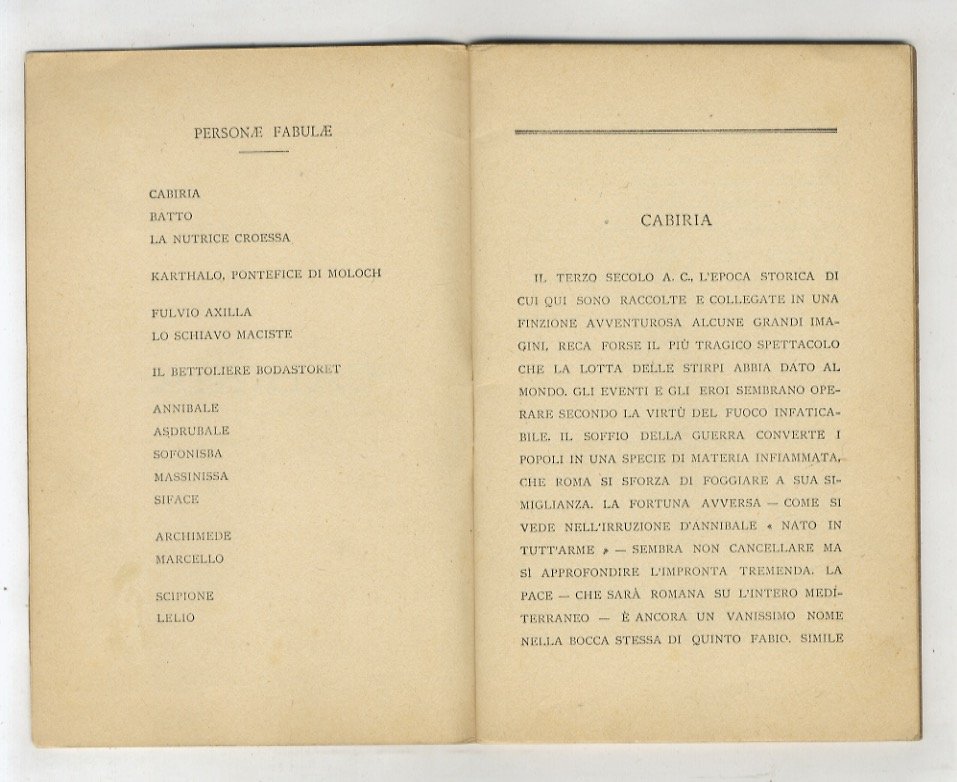 PERSONÆ FABULÆ
CABIRIA
BATTO
LA NUTRICE CROESSA
KARTHALO, PONTEFICE DI MOLOCH
FULVIO AXILLA
LO SCHIAVO MACISTE
IL BETTOLIERE BODASTORET
ANNIBALE
ASDRUBALE
SOFONISBA
MASSINISSA
SIFACE
ARCHIMEDE
MARCELLO
SCIPIONE
LELIO
CABIRIA
IL TERZO SECOLO A. C., L'EPOCA STORICA DI
CUI QUI SONO RACCOLTE E COLLEGATE IN UNA
FINZIONE AVVENTUROSA ALCUNE GRANDI IMA-
GINI, RECA FORSE IL PIÙ TRAGICO SPETTACOLO
CHE LA LOTTA DELLE STIRPI ABBIA DATO AL
MONDO. GLI EVENTI E GLI EROI SEMBRANO OPE-
RARE SECONDO LA VIRTÙ DEL FUOCO INFATICA-
BILE. IL SOFFIO DELLA GUERRA CONVERTE I
POPOLI IN UNA SPECIE DI MATERIA INFIAMMATA,
CHE ROMA SI SFORZA DI FOGGIARE A SUA SI-
MIGLIANZA. LA FORTUNA AVVERSA — COME SI
VEDE NELL'IRRUZIONE D'ANNIBALE « NATO IN
TUTT'ARME » — SEMBRA NON CANCELLARE MA
SÌ APPROFONDIRE L'IMPRONTA TREMENDA. LA
PACE — CHE SARÀ ROMANA SU L'INTERO MEDI-
TERRANEO — È ANCORA UN VANISSIMO NOME
NELLA BOCCA STESSA DI QUINTO FABIO. SIMILE